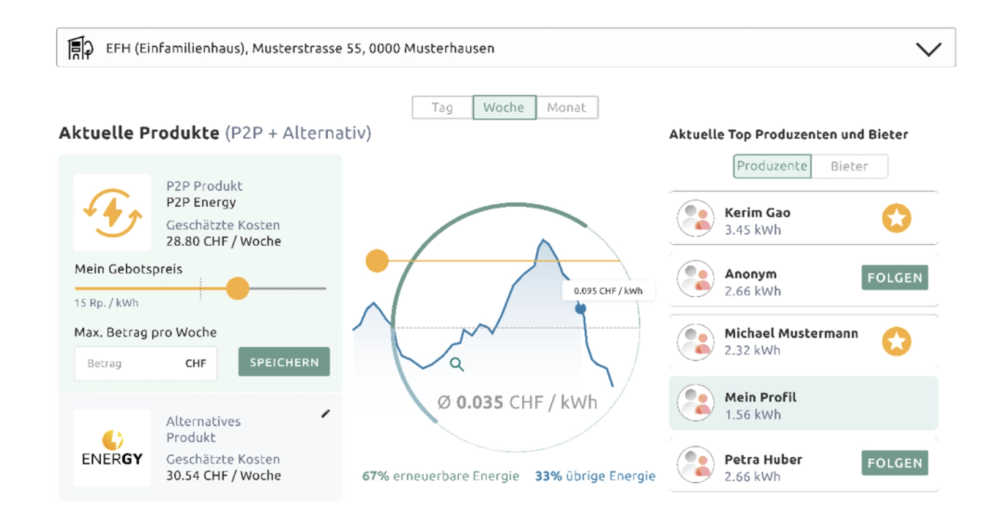 EFH (Einfamilienhaus), Musterstrasse 55, 0000 Musterhausen
Tag Woche Monat
Aktuelle Produkte (P2P + Alternativ)
P2P Produkt
P2P Energy
Geschätzte Kosten
28.80 CHF / Woche
Mein Gebotspreis
15 Rp. / kWh
Max. Betrag pro Woche
Betrag CHF
SPEICHERN
ENERGY
Alternatives
Produkt
Geschätzte Kosten
30.54 CHF / Woche
0.095 CHF / kWh
Ø 0.035 CHF / kWh
67% erneuerbare Energie 33% übrige Energie
Aktuelle Top Produzenten und Bieter
Produzente Bieter
Kerim Gao
3.45 kWh
Anonym
2.66 kWh
FOLGEN
Michael Mustermann
2.32 kWh
Mein Profil
1.56 kWh
Petra Huber
2.66 kWh
FOLGEN